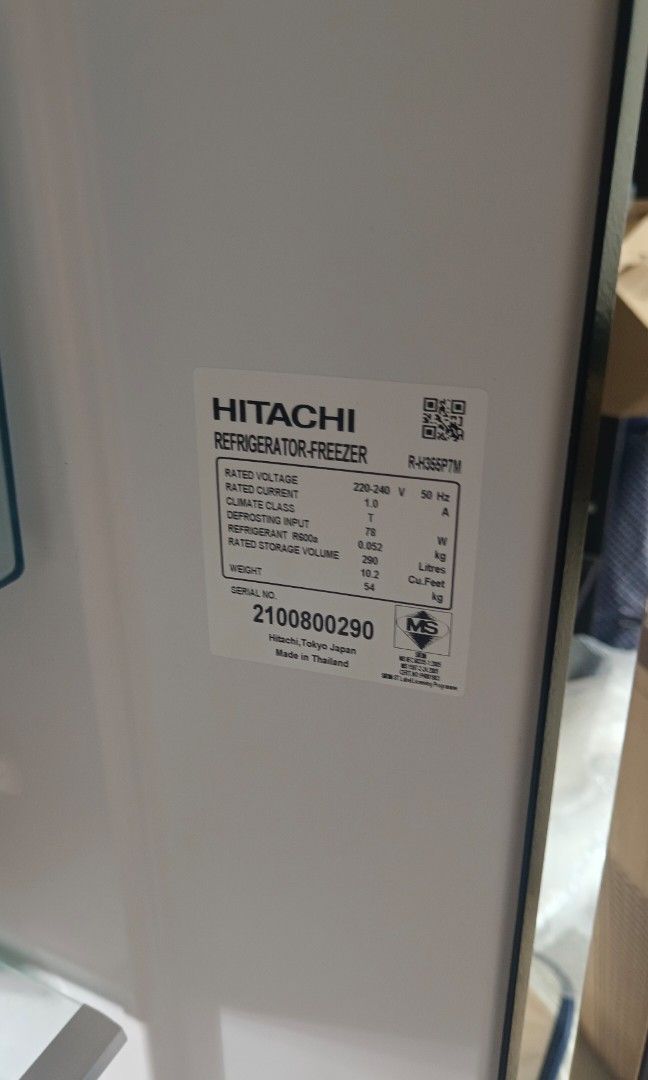 HITACHI
REFRIGERATOR-FREEZER R-H355P7M
RATED VOLTAGE 220-240 V 50 Hz
RATED CURRENT 1.0 A
CLIMATE CLASS T
DEFROSTING INPUT 78 W
REFRIGERANT R600a 0.052 kg
RATED STORAGE VOLUME 290 Litres
10.2 Cu.Feet
WEIGHT 54 kg
SERIAL NO.
2100800290
MS
Hitachi,Tokyo Japan
Made in Thailand